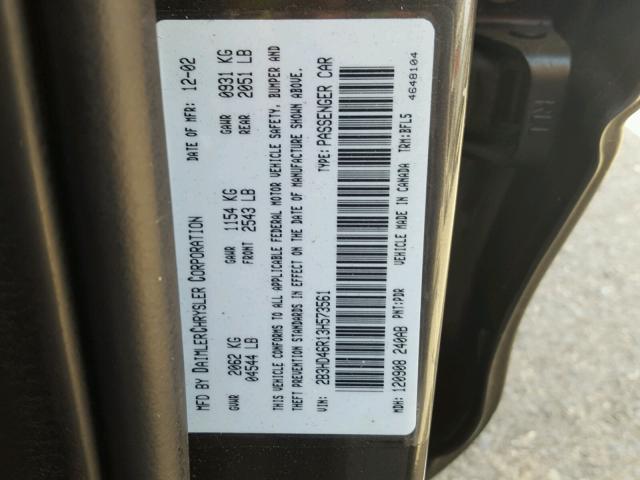 MFD BY DAIMLERCHRYSLER CORPORATION DATE OF MFR: 12-02
GVWR 2062 KG GAWR 1154 KG GAWR 0931 KG
04544 LB FRONT 2543 LB REAR 2051 LB
THIS VEHICLE CONFORMS TO ALL APPLICABLE FEDERAL MOTOR VEHICLE SAFETY, BUMPER AND
THEFT PREVENTION STANDARDS IN EFFECT ON THE DATE OF MANUFACTURE SHOWN ABOVE.
VIN: 2B3HD46R13H573561 TYPE: PASSENGER CAR
MDH: 120908 240AB PNT:PDR VEHICLE MADE IN CANADA TRM:BFL5
4648104